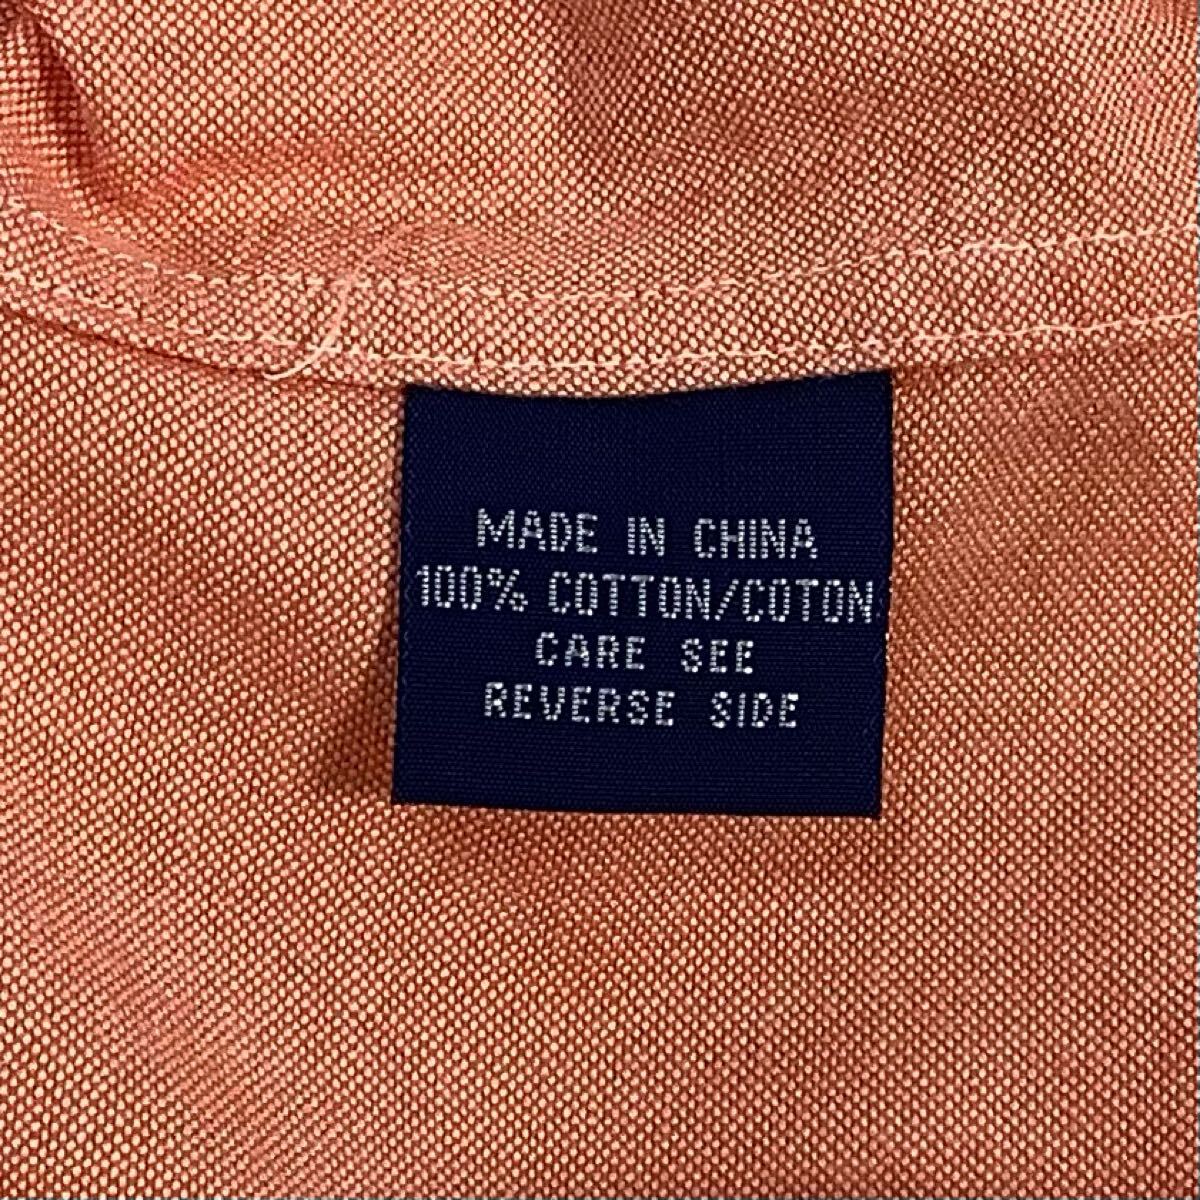 MADE IN CHINA
100% COTTON/COTON
CARE SEE
REVERSE SIDE